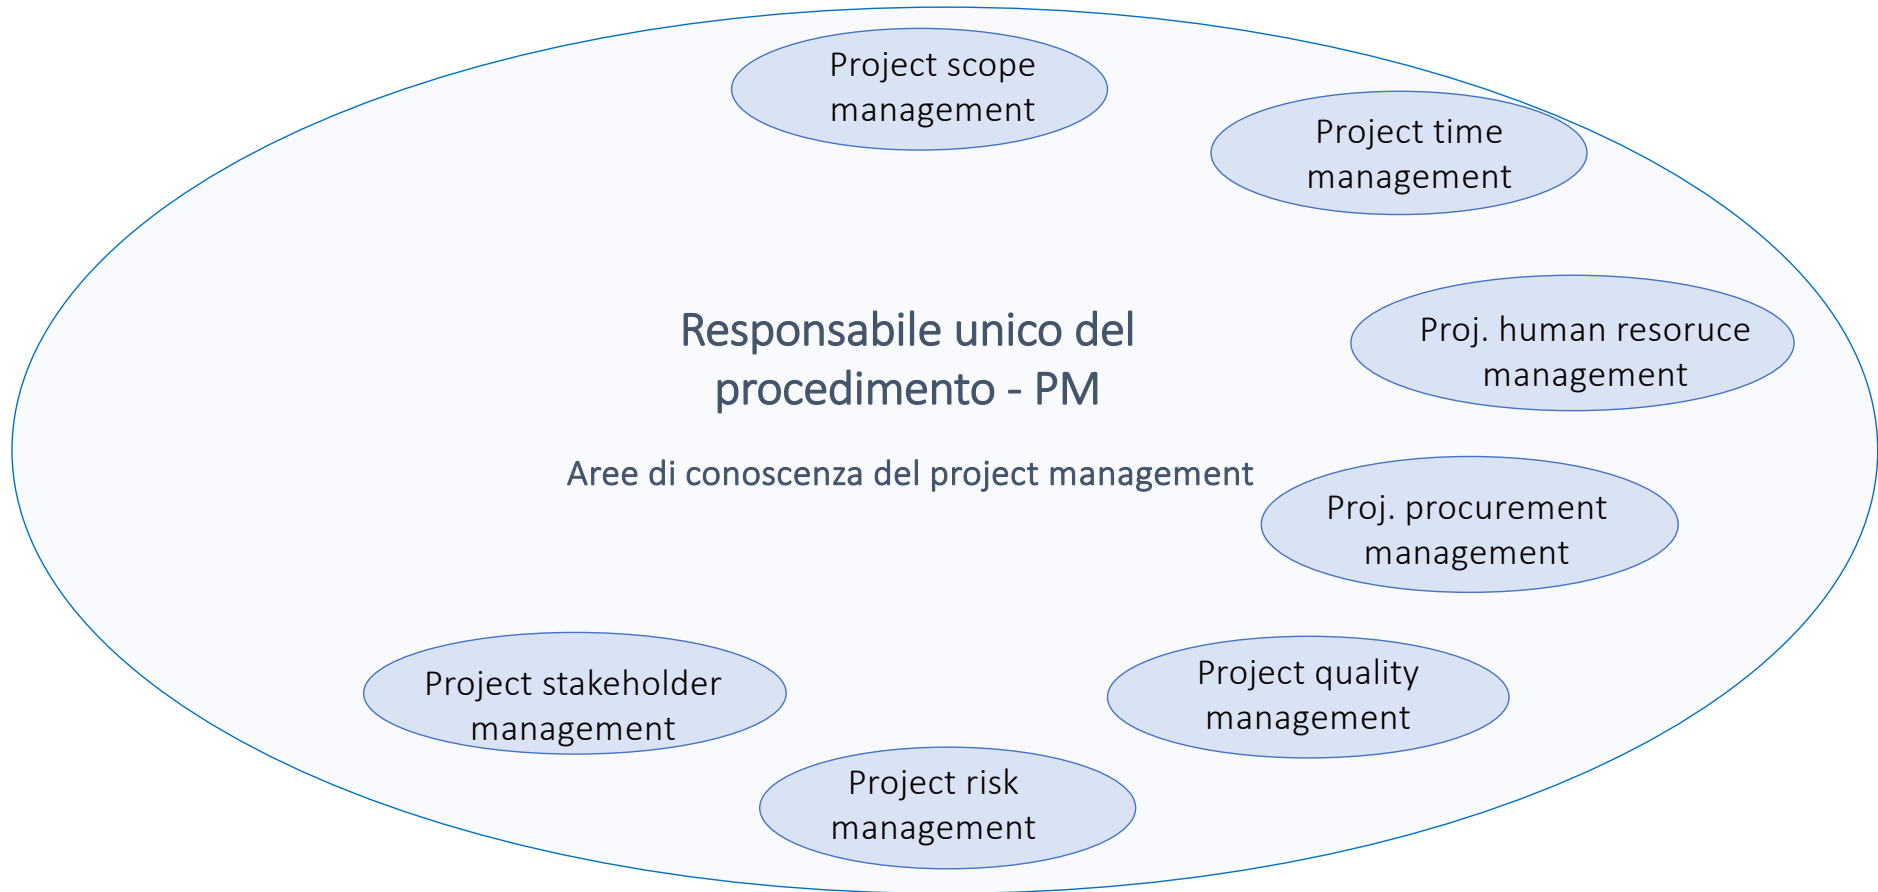 Project scope
management
Project time
management
Responsabile unico del
procedimento - PM
Proj. human resoruce
management
Aree di conoscenza del project management
Proj. procurement
management
Project stakeholder
management
Project quality
management
Project risk
management